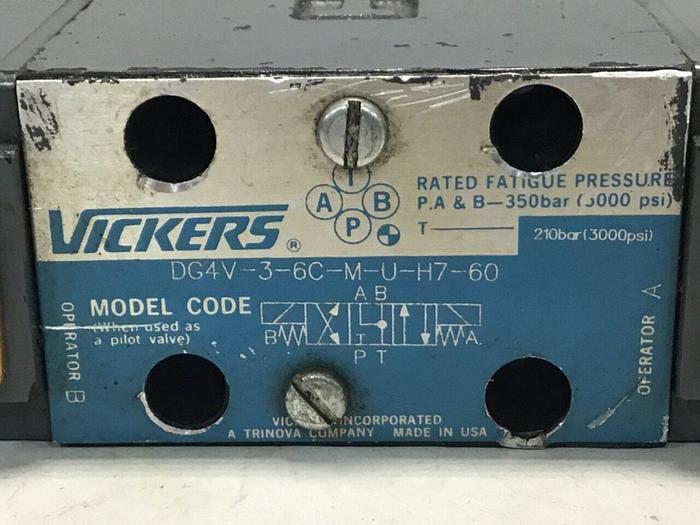 T
A B
P
RATED FATIGUE PRESSURE
P.A & B—350bar (5000 psi)
T— 210bar(3000psi)
VICKERS ®
DG4V-3-6C-M-U-H7-60
MODEL CODE
(When used as
a pilot valve)
A B
B T A
P T
OPERATOR B
OPERATOR A
INCORPORATED
A TRINOVA COMPANY MADE IN USA